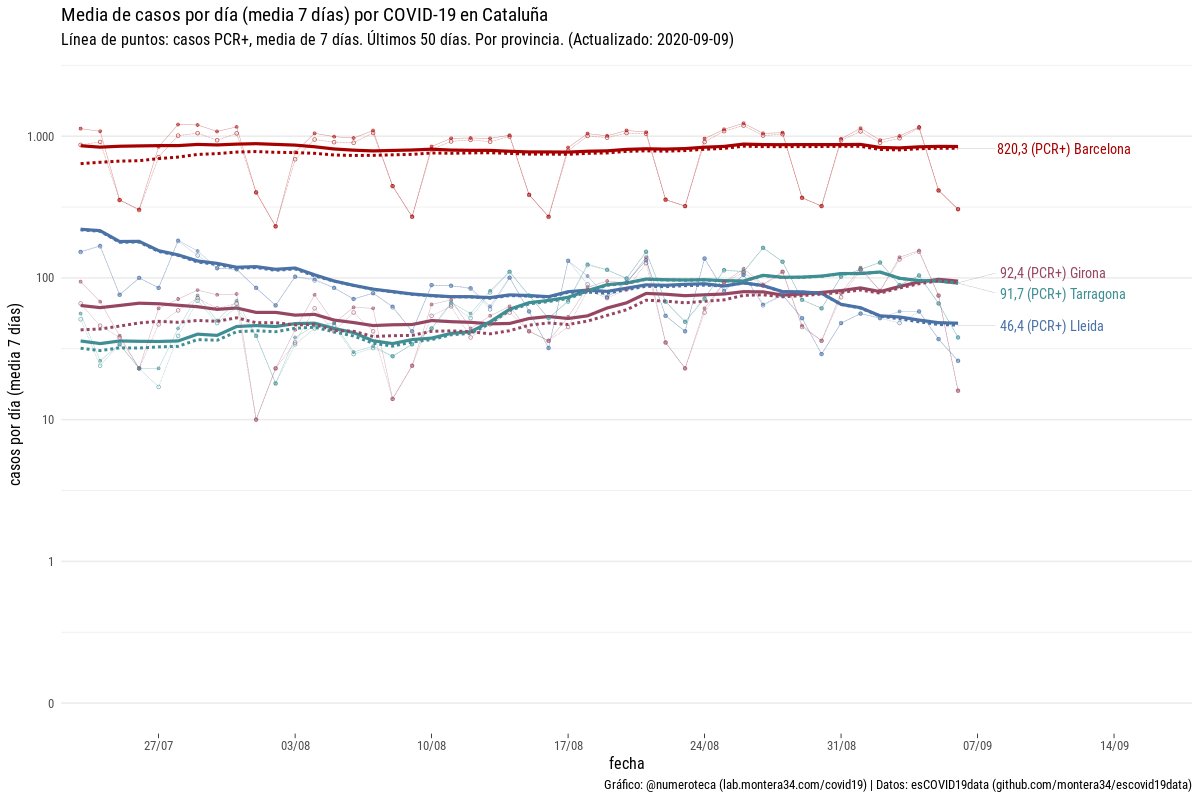 Media de casos por día (media 7 días) por COVID-19 en Cataluña
Línea de puntos: casos PCR+, media de 7 días. Últimos 50 días. Por provincia. (Actualizado: 2020-09-09)
casos por día (media 7 días)
1.000
100
10
1
0
820,3 (PCR+) Barcelona
92,4 (PCR+) Girona
91,7 (PCR+) Tarragona
46,4 (PCR+) Lleida
27/07
03/08
10/08
17/08
24/08
31/08
07/09
14/09
fecha
Gráfico: @numeroteca (lab.montera34.com/covid19) | Datos: esCOVID19data (github.com/montera34/escovid19data)